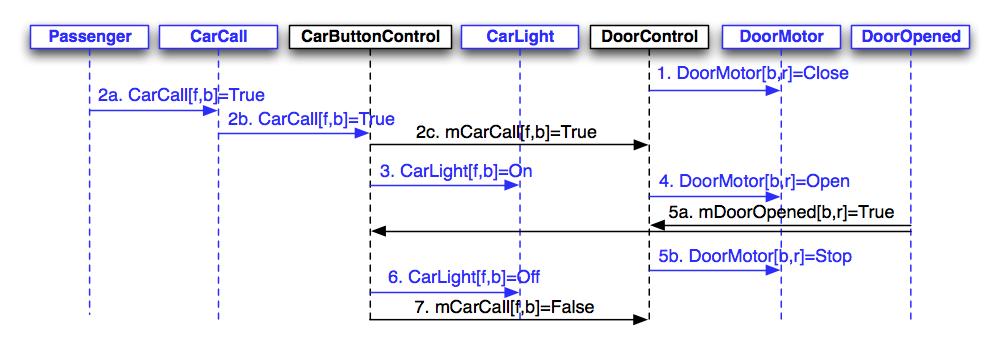 Passenger
CarCall
CarButtonControl
CarLight
DoorControl
DoorMotor
DoorOpened
1. DoorMotor[b,r]=Close
2a. CarCall[f,b]=True
2b. CarCall[f,b]=True
2c. mCarCall[f,b]=True
3. CarLight[f,b]=On
4. DoorMotor[b,r]=Open
5a. mDoorOpened[b,r]=True
5b. DoorMotor[b,r]=Stop
6. CarLight[f,b]=Off
7. mCarCall[f,b]=False